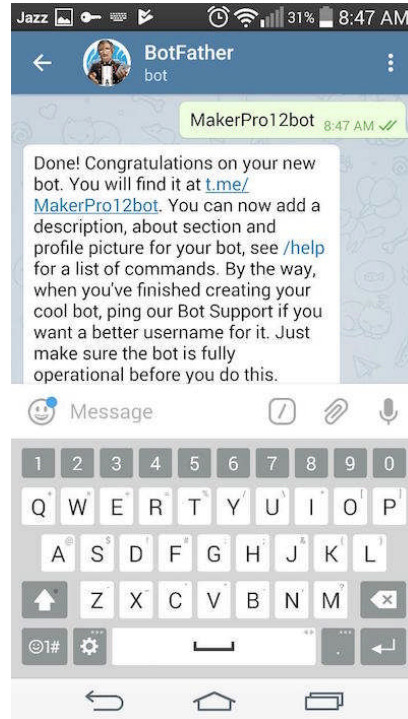 Jazz 31% 8:47 AM
BotFather
bot
MakerPro12bot 8:47 AM
Done! Congratulations on your new
bot. You will find it at t.me/
MakerPro12bot. You can now add a
description, about section and
profile picture for your bot, see /help
for a list of commands. By the way,
when you've finished creating your
cool bot, ping our Bot Support if you
want a better username for it. Just
make sure the bot is fully
operational before you do this.
Message /
1 2 3 4 5 6 7 8 9 0
Q W E R T Y U I O P
A S D F G H J K L
Z X C V B N M
1# .